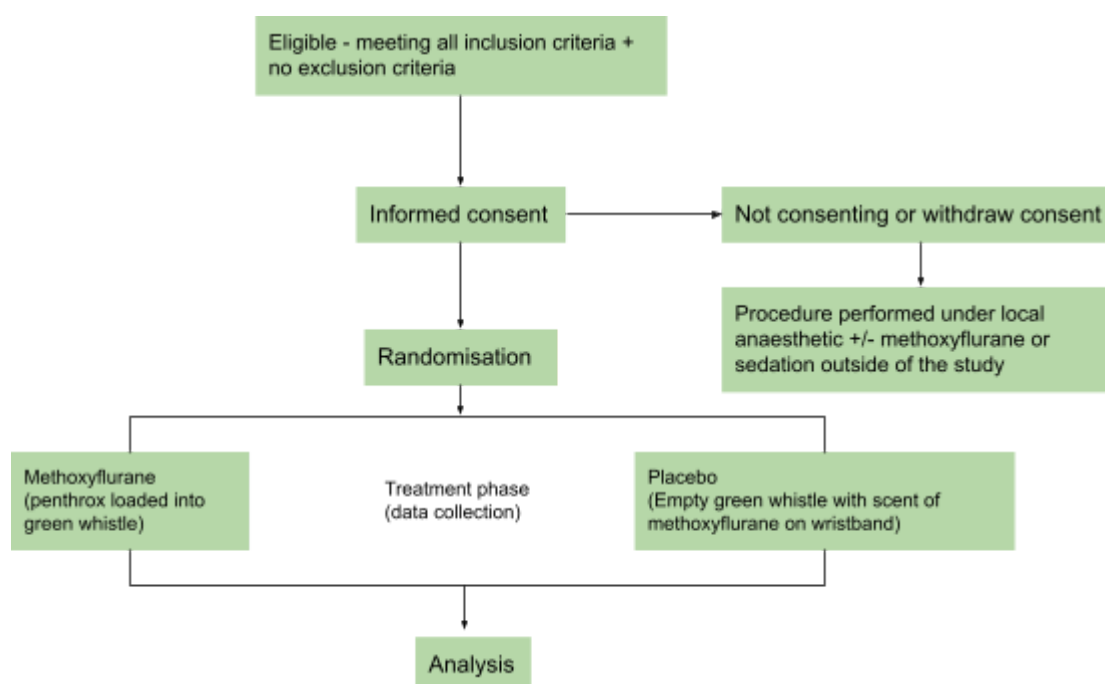 Eligible - meeting all inclusion criteria +
no exclusion criteria
Informed consent
Not consenting or withdraw consent
Procedure performed under local
anaesthetic +/- methoxyflurane or
sedation outside of the study
Randomisation
Methoxyflurane
(penthrox loaded into
green whistle)
Treatment phase
(data collection)
Placebo
(Empty green whistle with scent of
methoxyflurane on wristband)
Analysis